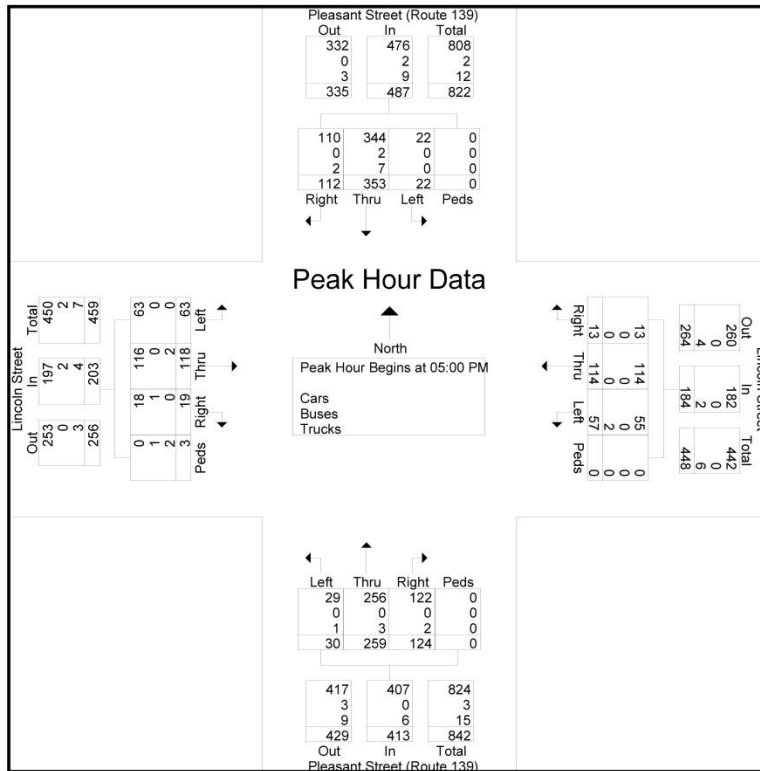 Pleasant Street (Route 139)
Out In Total
332 476 808
0 2 2
3 9 12
335 487 822
110 344 22 0
0 2 0 0
2 7 0 0
112 353 22 0
Right Thru Left Peds
Lincoln Street
Out In Total
253 197 450
0 2 2
3 4 7
256 203 459
0 18 116 63
1 1 0 0
2 0 2 0
3 19 118 63
Peds Right Thru Left
Peak Hour Data
North
Peak Hour Begins at 05:00 PM
Cars
Buses
Trucks
Lincoln Street
Out In Total
260 182 442
0 0 0
4 2 6
264 184 448
13 114 55 0
0 0 0 0
0 0 2 0
13 114 57 0
Right Thru Left Peds
Left Thru Right Peds
29 256 122 0
0 0 0 0
1 3 2 0
30 259 124 0
417 407 824
3 0 3
9 6 15
429 413 842
Out In Total
Pleasant Street (Route 139)